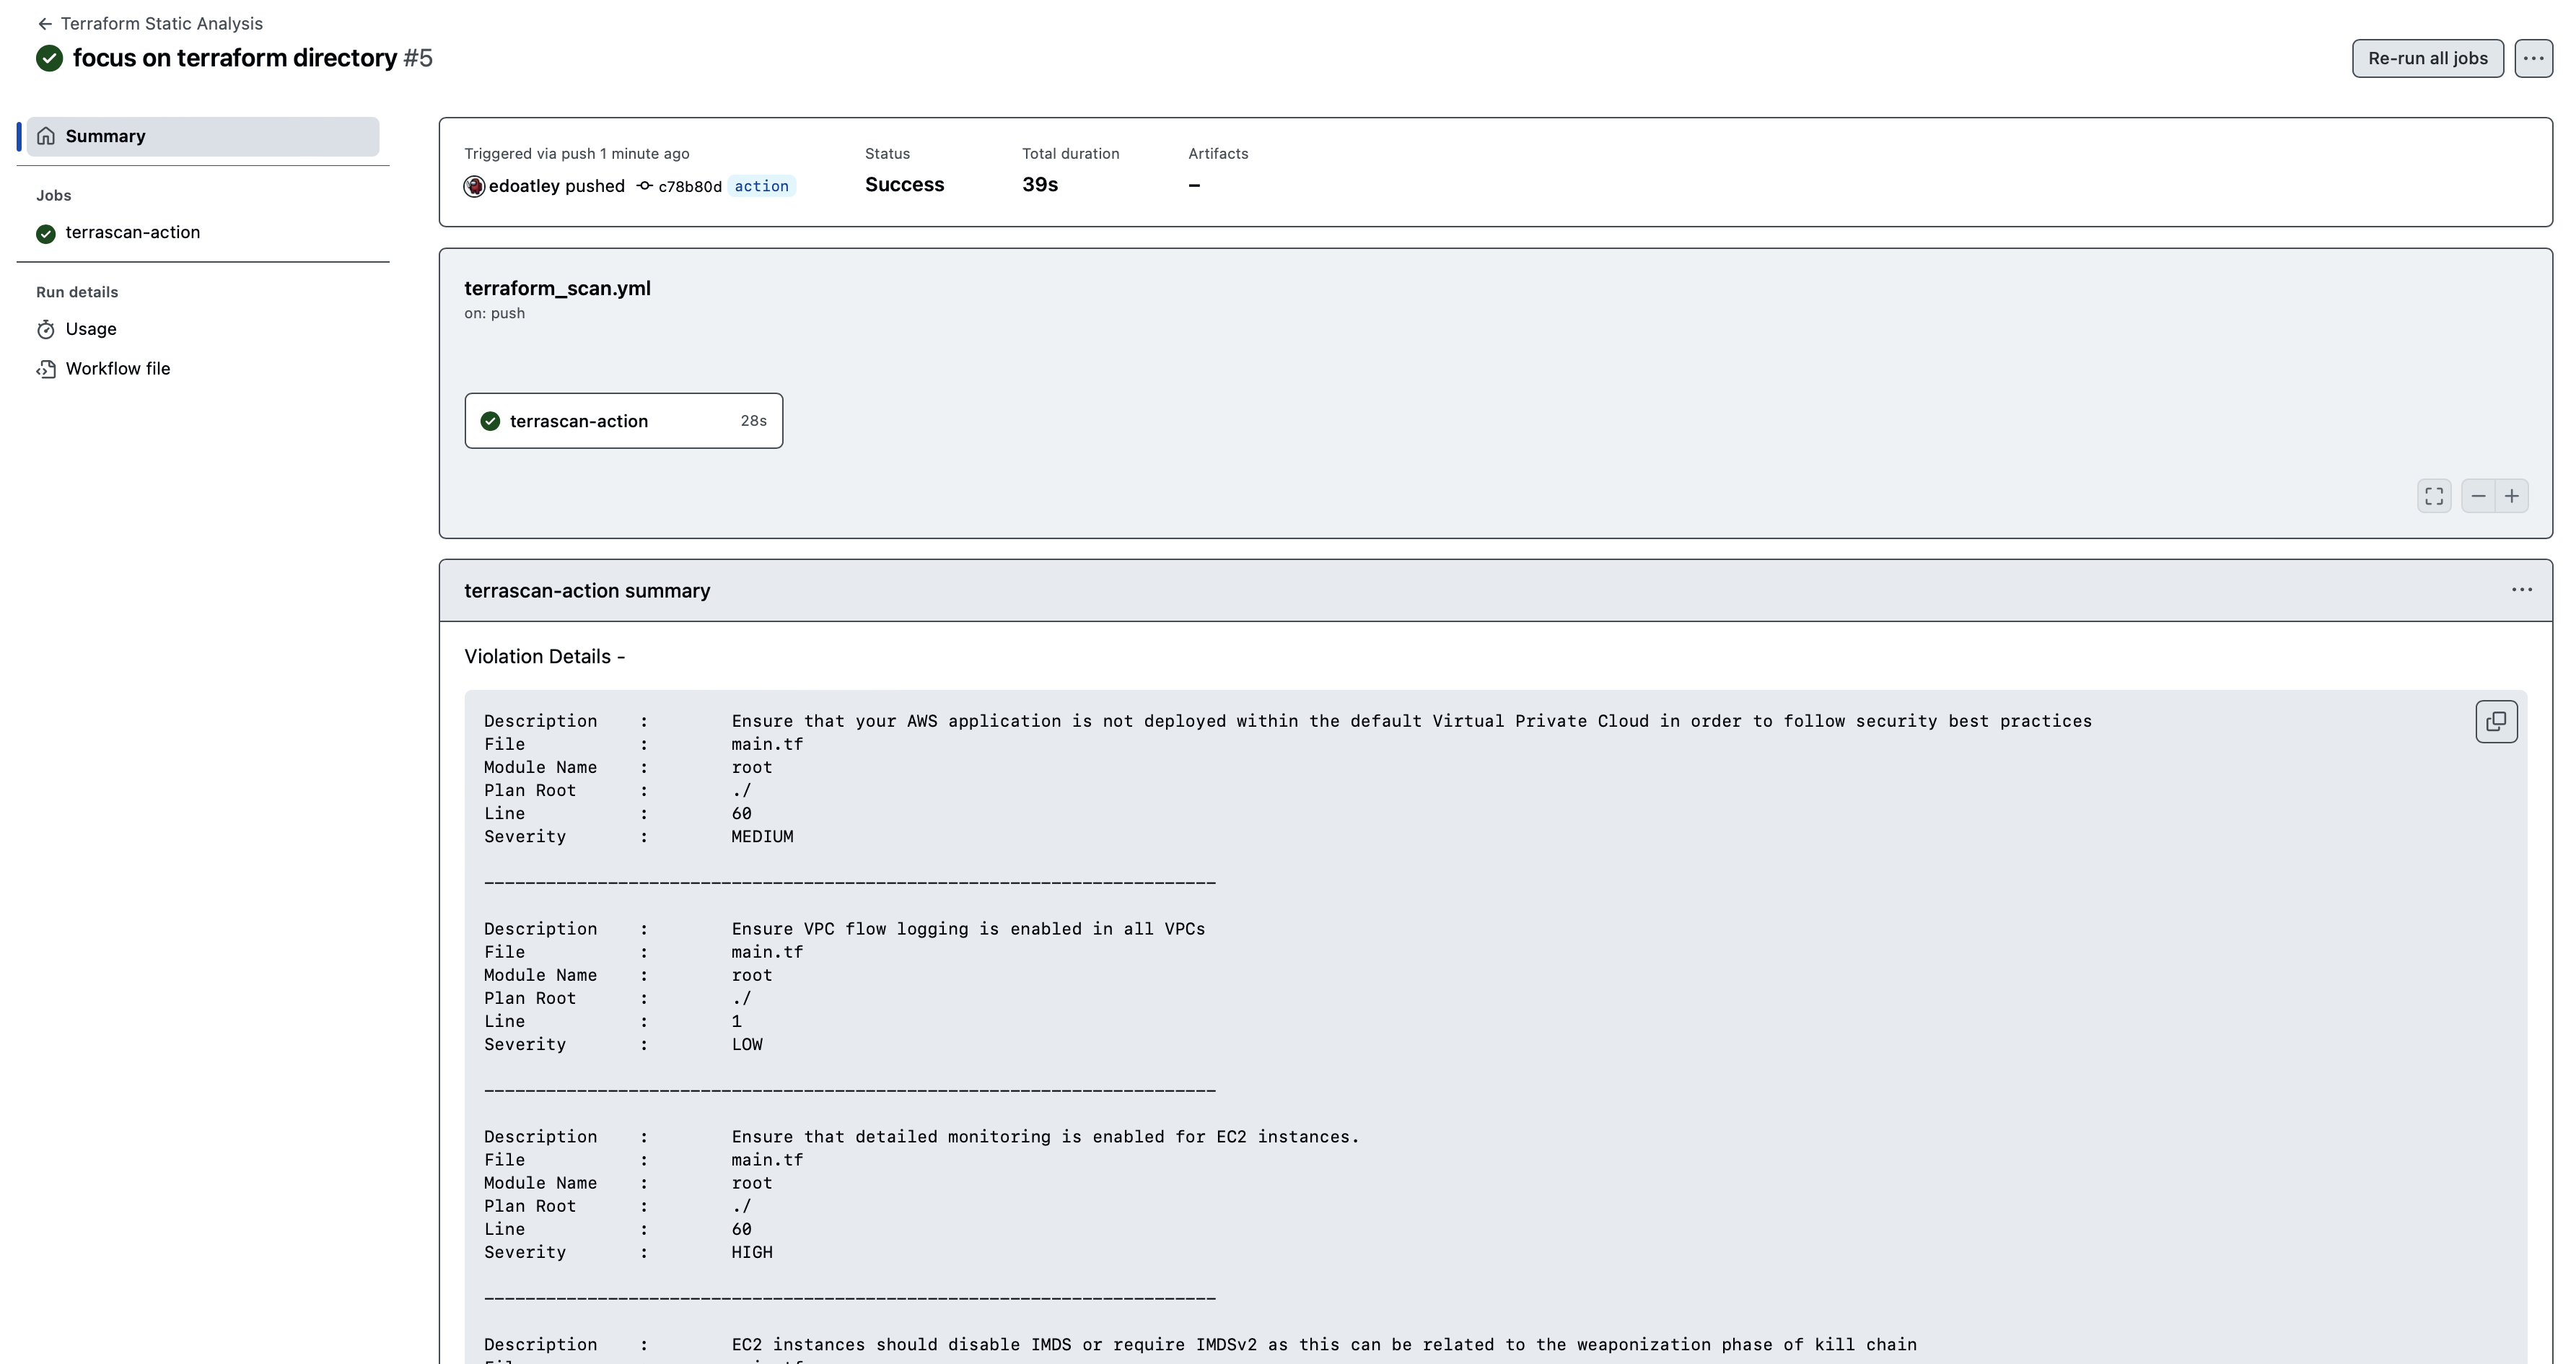 ← Terraform Static Analysis
focus on terraform directory #5
Re-run all jobs
Summary
Jobs
terrascan-action
Run details
Usage
Workflow file
Triggered via push 1 minute ago
edoatley pushed c78b80d action
Status
Success
Total duration
39s
Artifacts
–
terraform_scan.yml
on: push
terrascan-action 28s
terrascan-action summary
Violation Details -
Description : Ensure that your AWS application is not deployed within the default Virtual Private Cloud in order to follow security best practices
File : main.tf
Module Name : root
Plan Root : ./
Line : 60
Severity : MEDIUM
-----------------------------------------------------------------------
Description : Ensure VPC flow logging is enabled in all VPCs
File : main.tf
Module Name : root
Plan Root : ./
Line : 1
Severity : LOW
-----------------------------------------------------------------------
Description : Ensure that detailed monitoring is enabled for EC2 instances.
File : main.tf
Module Name : root
Plan Root : ./
Line : 60
Severity : HIGH
-----------------------------------------------------------------------
Description : EC2 instances should disable IMDS or require IMDSv2 as this can be related to the weaponization phase of kill chain